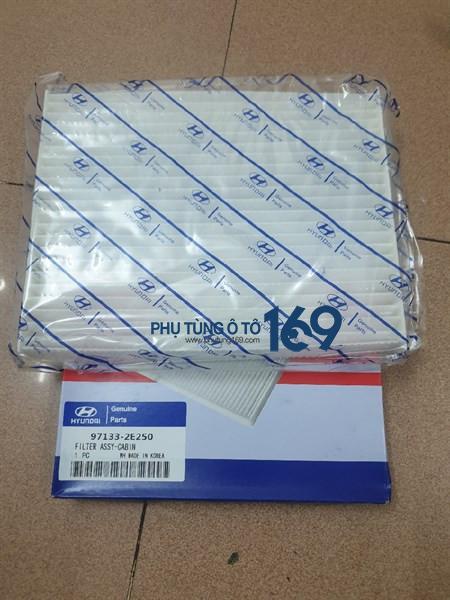 HYUNDAI Genuine Parts
PHỤ TÙNG Ô TÔ 169
www.phutung169.com
HYUNDAI
Genuine
Parts
97133-2E250
FILTER ASSY-CABIN
1 PC MH MADE IN KOREA